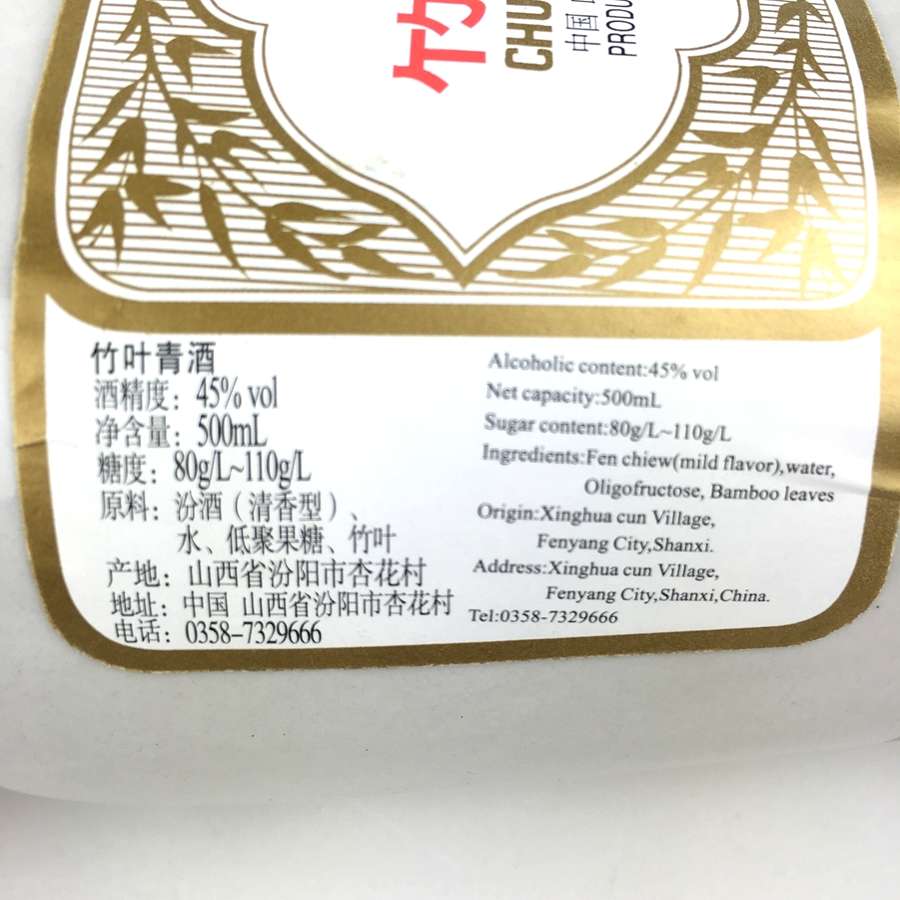 竹
CHU
中国
PRODU
竹叶青酒
酒精度：45% vol
净含量：500mL
糖度：80g/L~110g/L
原料：汾酒（清香型）、
水、低聚果糖、竹叶
产地：山西省汾阳市杏花村
地址：中国 山西省汾阳市杏花村
电话：0358-7329666
Alcoholic content:45% vol
Net capacity:500mL
Sugar content:80g/L~110g/L
Ingredients:Fen chiew(mild flavor),water,
Oligofructose, Bamboo leaves
Origin:Xinghua cun Village,
Fenyang City,Shanxi.
Address:Xinghua cun Village,
Fenyang City,Shanxi,China.
Tel:0358-7329666